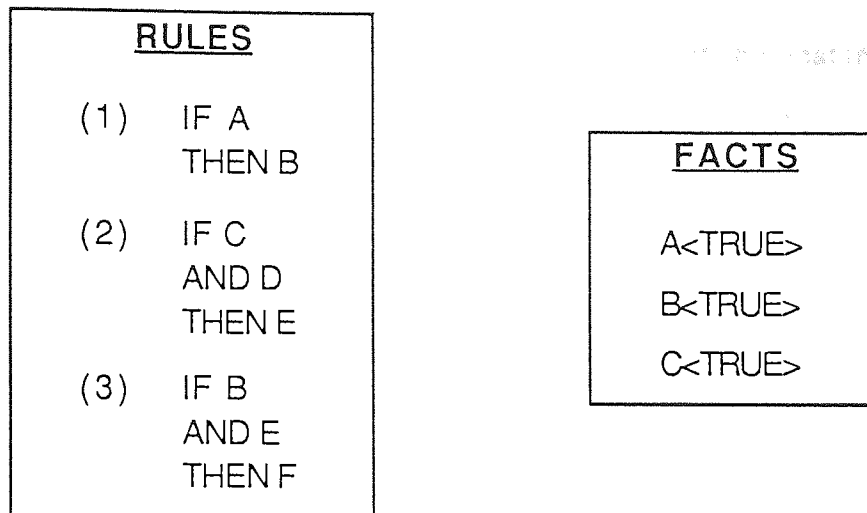 RULES
(1) IF A
THEN B
(2) IF C
AND D
THEN E
(3) IF B
AND E
THEN F
FACTS
A<TRUE>
B<TRUE>
C<TRUE>